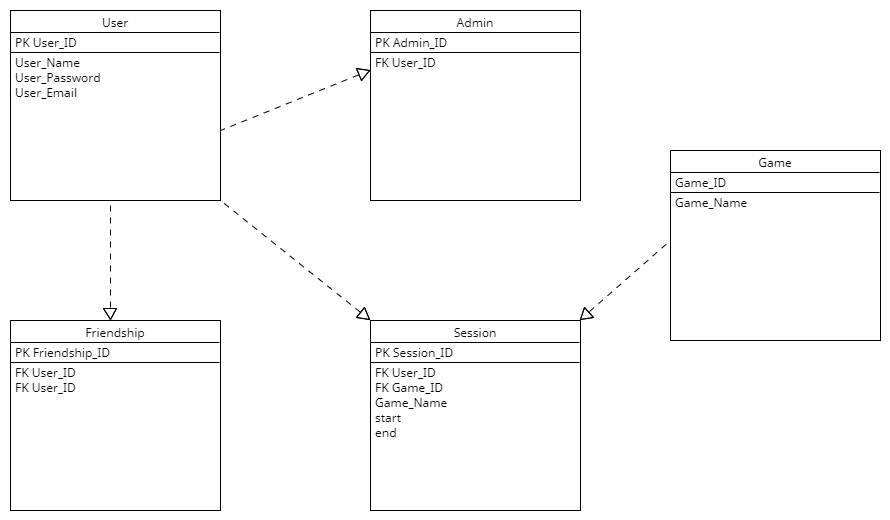 User
PK User_ID
User_Name
User_Password
User_Email
Admin
PK Admin_ID
FK User_ID
Game
Game_ID
Game_Name
Friendship
PK Friendship_ID
FK User_ID
FK User_ID
Session
PK Session_ID
FK User_ID
FK Game_ID
Game_Name
start
end